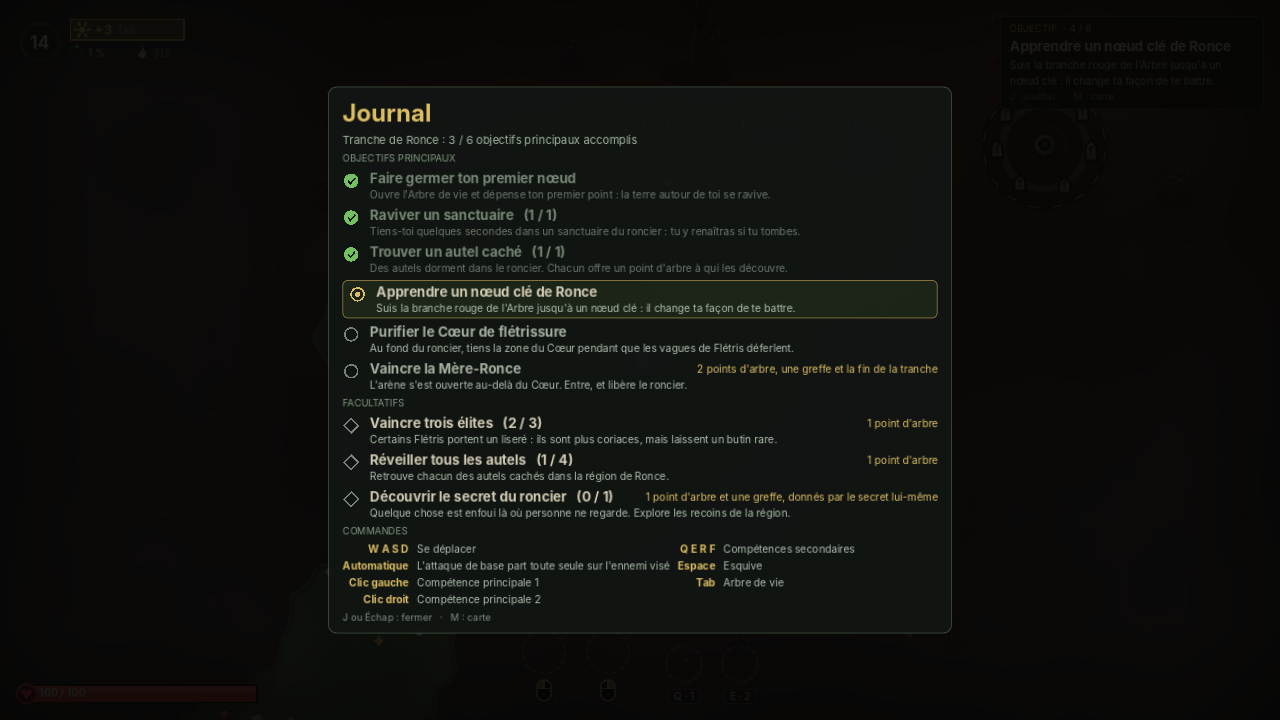 14
+3 Tab
1 %
312
OBJECTIF · 4 / 6
Apprendre un nœud clé de Ronce
Suis la branche rouge de l'Arbre jusqu'à un
nœud clé : il change ta façon de te battre.
J : journal · M : carte
Journal
Tranche de Ronce : 3 / 6 objectifs principaux accomplis
OBJECTIFS PRINCIPAUX
Faire germer ton premier nœud
Ouvre l'Arbre de vie et dépense ton premier point : la terre autour de toi se ravive.
Raviver un sanctuaire (1 / 1)
Tiens-toi quelques secondes dans un sanctuaire du roncier : tu y renaîtras si tu tombes.
Trouver un autel caché (1 / 1)
Des autels dorment dans le roncier. Chacun offre un point d'arbre à qui les découvre.
Apprendre un nœud clé de Ronce
Suis la branche rouge de l'Arbre jusqu'à un nœud clé : il change ta façon de te battre.
Purifier le Cœur de flétrissure
Au fond du roncier, tiens la zone du Cœur pendant que les vagues de Flétris déferlent.
Vaincre la Mère-Ronce 2 points d'arbre, une greffe et la fin de la tranche
L'arène s'est ouverte au-delà du Cœur. Entre, et libère le roncier.
FACULTATIFS
Vaincre trois élites (2 / 3) 1 point d'arbre
Certains Flétris portent un liseré : ils sont plus coriaces, mais laissent un butin rare.
Réveiller tous les autels (1 / 4) 1 point d'arbre
Retrouve chacun des autels cachés dans la région de Ronce.
Découvrir le secret du roncier (0 / 1) 1 point d'arbre et une greffe, donnés par le secret lui-même
Quelque chose est enfoui là où personne ne regarde. Explore les recoins de la région.
COMMANDES
W A S D Se déplacer Q E R F Compétences secondaires
Automatique L'attaque de base part toute seule sur l'ennemi visé Espace Esquive
Clic gauche Compétence principale 1 Tab Arbre de vie
Clic droit Compétence principale 2
J ou Échap : fermer · M : carte
100 / 100
Q · 1
E · 2